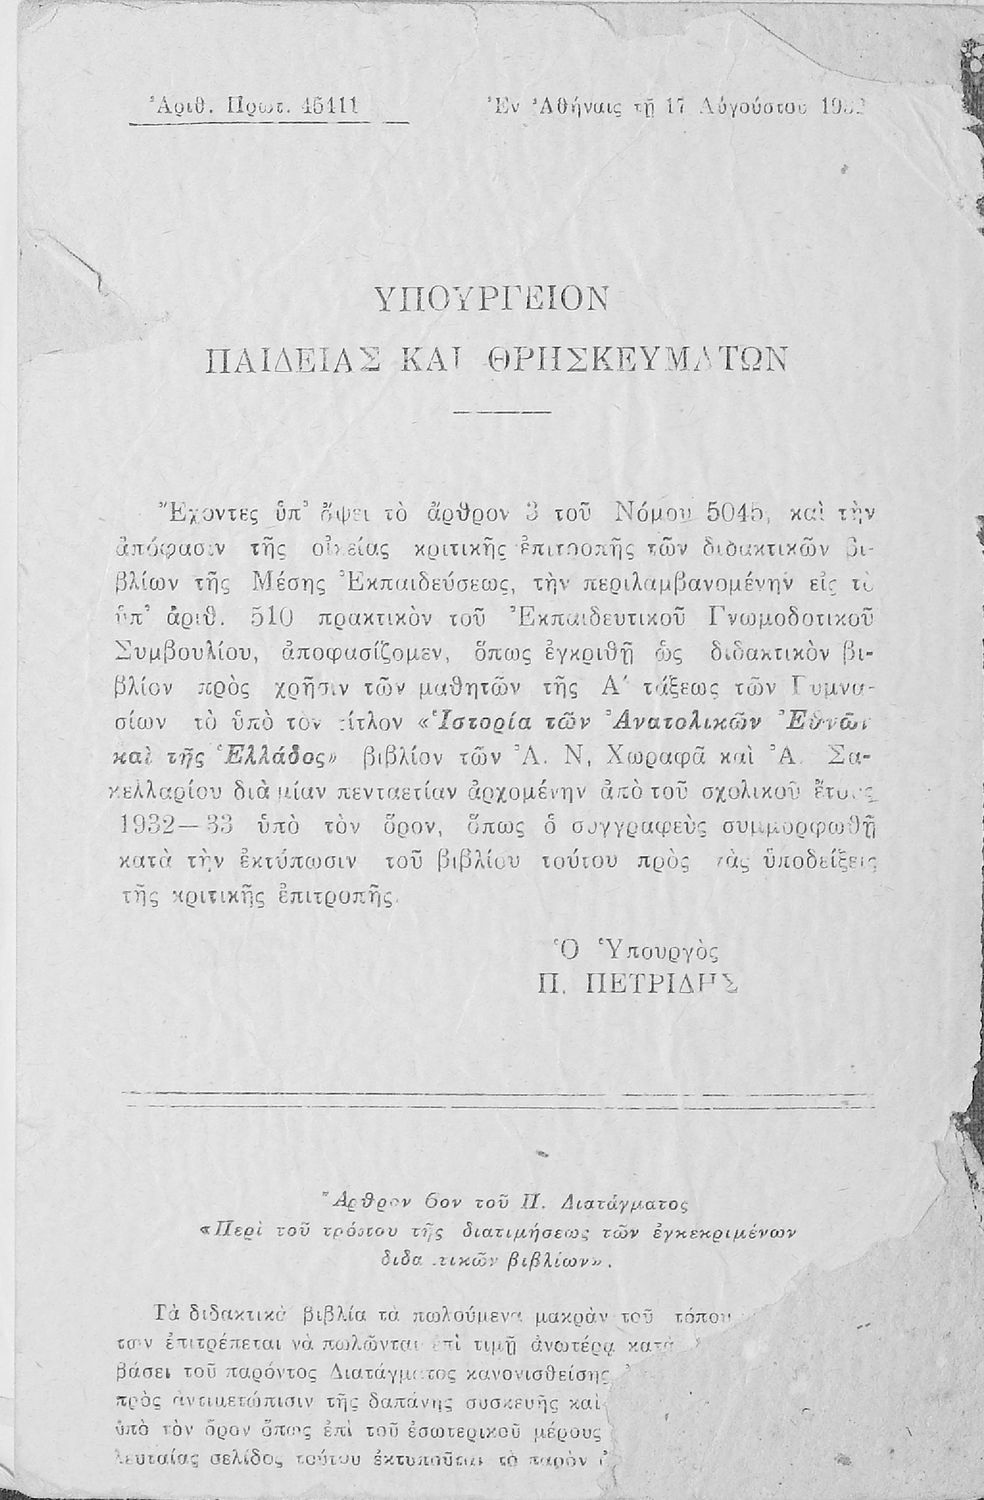 Ἀριθ. Πρωτ. 45411 Ἐν Ἀθήναις τῇ 17 Αὐγούστου
ΥΠΟΥΡΓΕΙΟΝ
ΠΑΙΔΕΙΑΣ ΚΑΙ ΘΡΗΣΚΕΥΜΑΤΩΝ
Ἔχοντες ὑπ' ὄψει τὸ ἄρθρον 3 τοῦ Νόμου 5045, καὶ τὴν
ἀπόφασιν τῆς οἰκείας κριτικῆς ἐπιτροπῆς τῶν διδακτικῶν βι-
βλίων τῆς Μέσης Ἐκπαιδεύσεως, τὴν περιλαμβανομένην εἰς τὸ
ὑπ' ἀριθ. 510 πρακτικὸν τοῦ Ἐκπαιδευτικοῦ Γνωμοδοτικοῦ
Συμβουλίου, ἀποφασίζομεν, ὅπως ἐγκριθῇ ὡς διδακτικὸν βι-
βλίον πρὸς χρῆσιν τῶν μαθητῶν τῆς Α΄ τάξεως τῶν Γυμνα-
σίων τὸ ὑπὸ τὸν τίτλον «Ἱστορία τῶν Ἀνατολικῶν Ἐθνῶν
καὶ τῆς Ἑλλάδος» βιβλίον τῶν Ἀ. Ν, Χωραφᾶ καὶ Ἀ. Σα-
κελλαρίου διὰ μίαν πενταετίαν ἀρχομένην ἀπὸ τοῦ σχολικοῦ ἔτους
1932—33 ὑπὸ τὸν ὅρον, ὅπως ὁ συγγραφεὺς συμμορφωθῇ
κατὰ τὴν ἐκτύπωσιν τοῦ βιβλίου τούτου πρὸς τὰς ὑποδείξεις
τῆς κριτικῆς ἐπιτροπῆς.
Ὁ Ὑπουργὸς
Π. ΠΕΤΡΙΔΗΣ
Ἄρθρον 6ον τοῦ Π. Διατάγματος
«Περὶ τοῦ τρόπου τῆς διατιμήσεως τῶν ἐγκεκριμένων
διδακτικῶν βιβλίων».
Τὰ διδακτικὰ βιβλία τὰ πωλούμενα μακρὰν τοῦ τόπου
των ἐπιτρέπεται νὰ πωλῶνται ἐπὶ τιμῇ ἀνωτέρᾳ κατὰ
βάσει τοῦ παρόντος Διατάγματος κανονισθείσης
πρὸς ἀντιμετώπισιν τῆς δαπάνης συσκευῆς καὶ
ὑπὸ τὸν ὅρον ὅπως ἐπὶ τοῦ ἐσωτερικοῦ μέρους
λευταίας σελίδος τούτου ἐκτυποῦται τὸ παρὸν